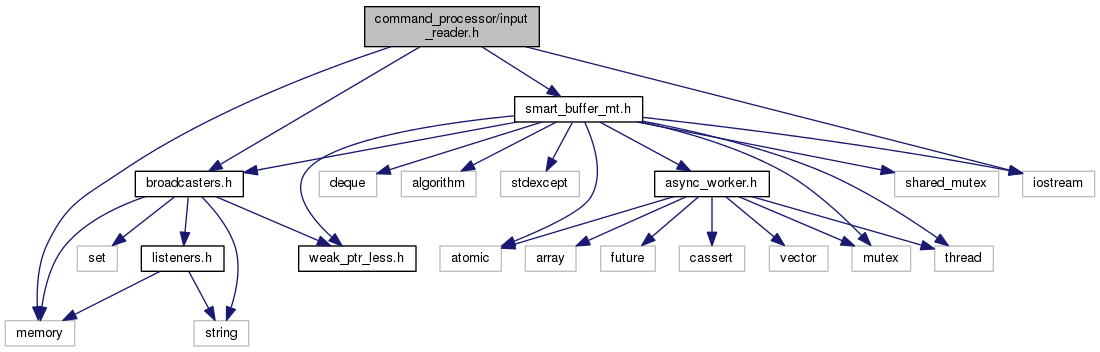 command_processor/input
_reader.h
smart_buffer_mt.h
broadcasters.h
deque
algorithm
stdexcept
async_worker.h
shared_mutex
iostream
set
listeners.h
weak_ptr_less.h
atomic
array
future
cassert
vector
mutex
thread
memory
string